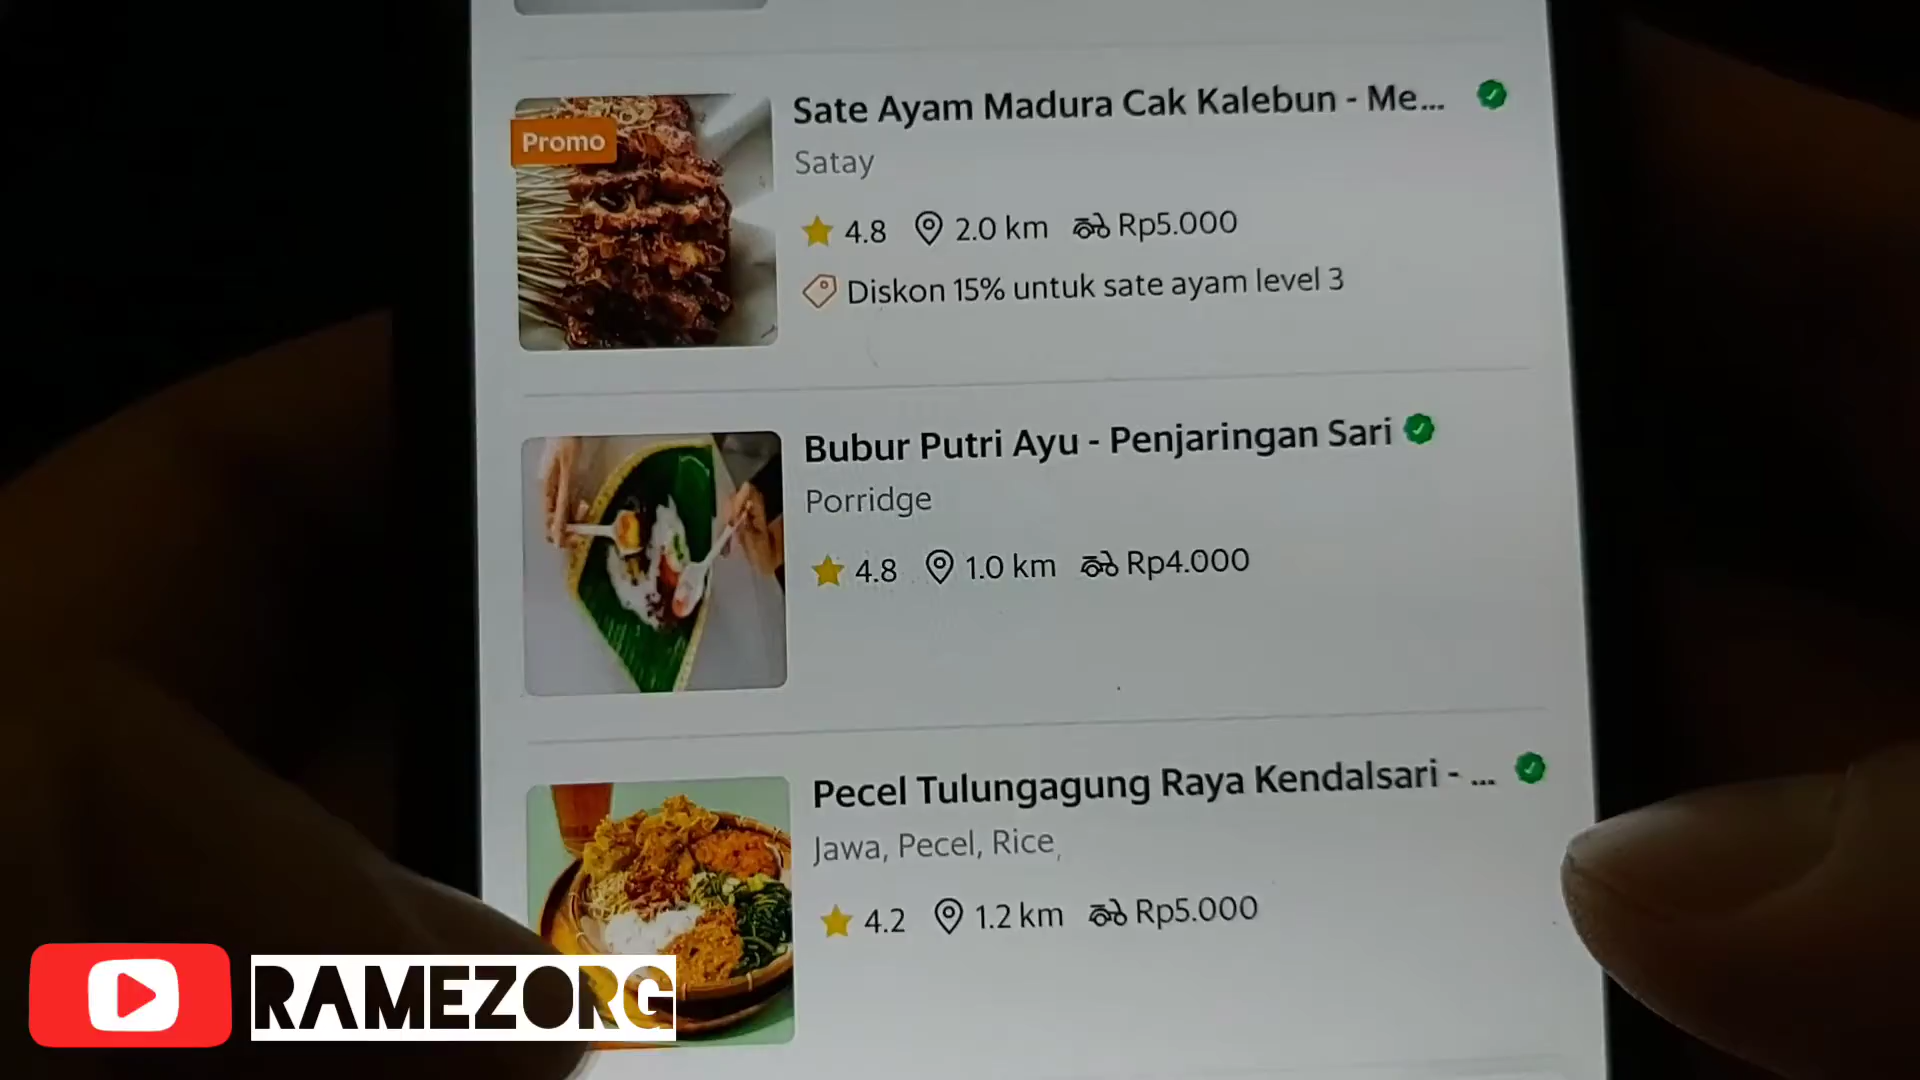 Promo
Sate Ayam Madura Cak Kalebun - Me...
Satay
4.8 2.0 km Rp5.000
Diskon 15% untuk sate ayam level 3
Bubur Putri Ayu - Penjaringan Sari
Porridge
4.8 1.0 km Rp4.000
Pecel Tulungagung Raya Kendalsari - ...
Jawa, Pecel, Rice,
4.2 1.2 km Rp5.000
RAMEZORG